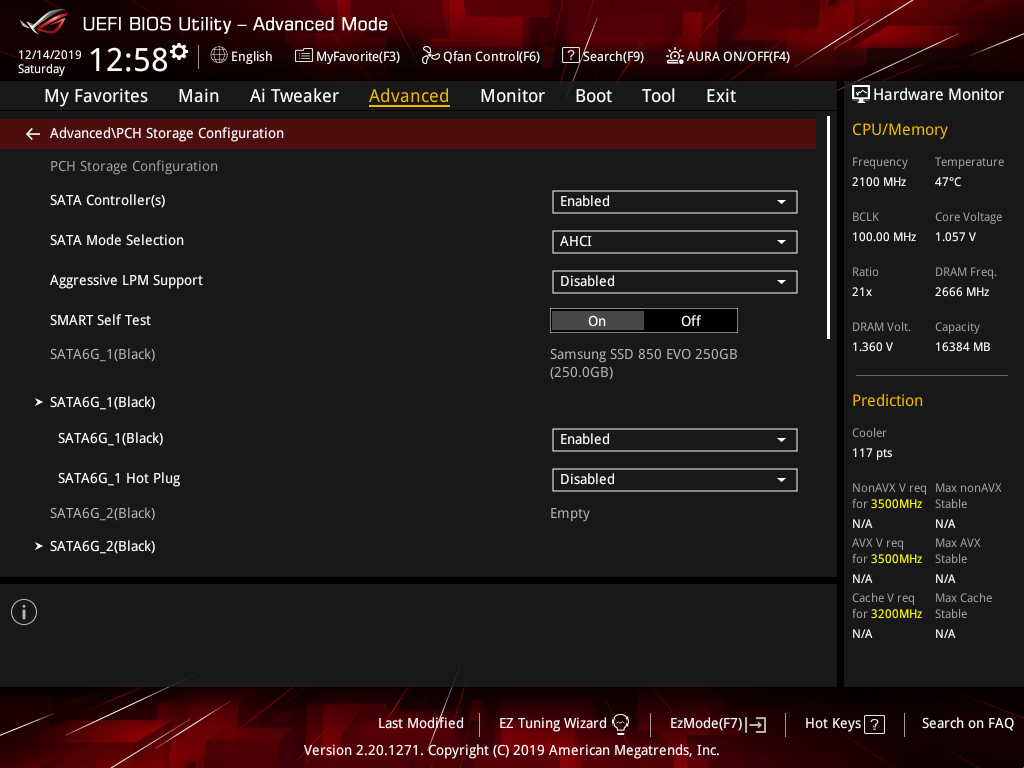 UEFI BIOS Utility – Advanced Mode
12/14/2019
Saturday
12:58
English
MyFavorite(F3)
Qfan Control(F6)
? Search(F9)
AURA ON/OFF(F4)
My Favorites Main Ai Tweaker Advanced Monitor Boot Tool Exit
Advanced\PCH Storage Configuration
PCH Storage Configuration
SATA Controller(s) Enabled
SATA Mode Selection AHCI
Aggressive LPM Support Disabled
SMART Self Test On Off
SATA6G_1(Black) Samsung SSD 850 EVO 250GB
(250.0GB)
SATA6G_1(Black)
SATA6G_1(Black) Enabled
SATA6G_1 Hot Plug Disabled
SATA6G_2(Black) Empty
SATA6G_2(Black)
Hardware Monitor
CPU/Memory
Frequency Temperature
2100 MHz 47°C
BCLK Core Voltage
100.00 MHz 1.057 V
Ratio DRAM Freq.
21x 2666 MHz
DRAM Volt. Capacity
1.360 V 16384 MB
Prediction
Cooler
117 pts
NonAVX V req Max nonAVX
for 3500MHz Stable
N/A N/A
AVX V req Max AVX
for 3500MHz Stable
N/A N/A
Cache V req Max Cache
for 3200MHz Stable
N/A N/A
i
Last Modified EZ Tuning Wizard EzMode(F7) Hot Keys ? Search on FAQ
Version 2.20.1271. Copyright (C) 2019 American Megatrends, Inc.